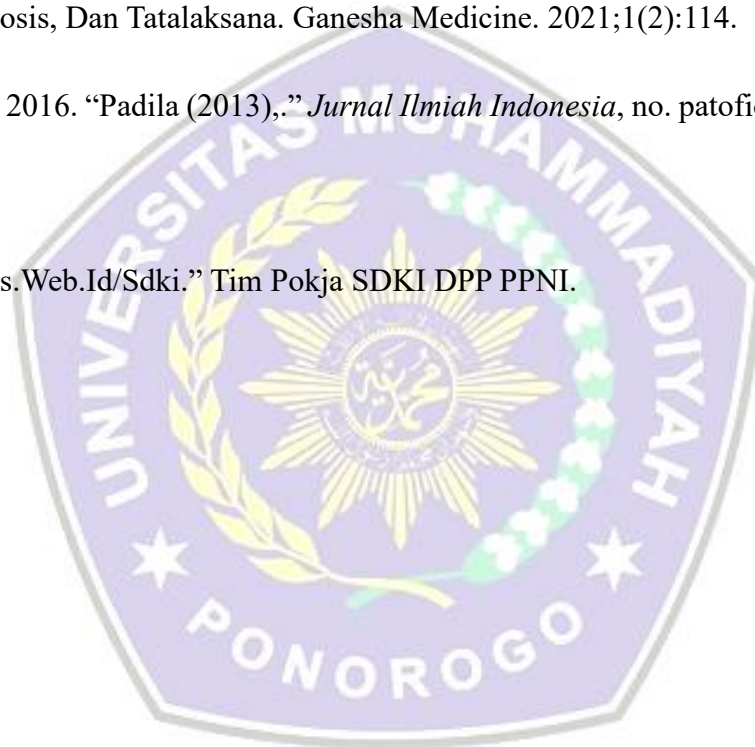 osis, Dan Tatalaksana. Ganesha Medicine. 2021;1(2):114.
2016. “Padila (2013),.” Jurnal Ilmiah Indonesia, no. patofi
s.Web.Id/Sdki.” Tim Pokja SDKI DPP PPNI.
UNIVERSITAS MUHAMMADIYAH
PONOROGO
محمدية